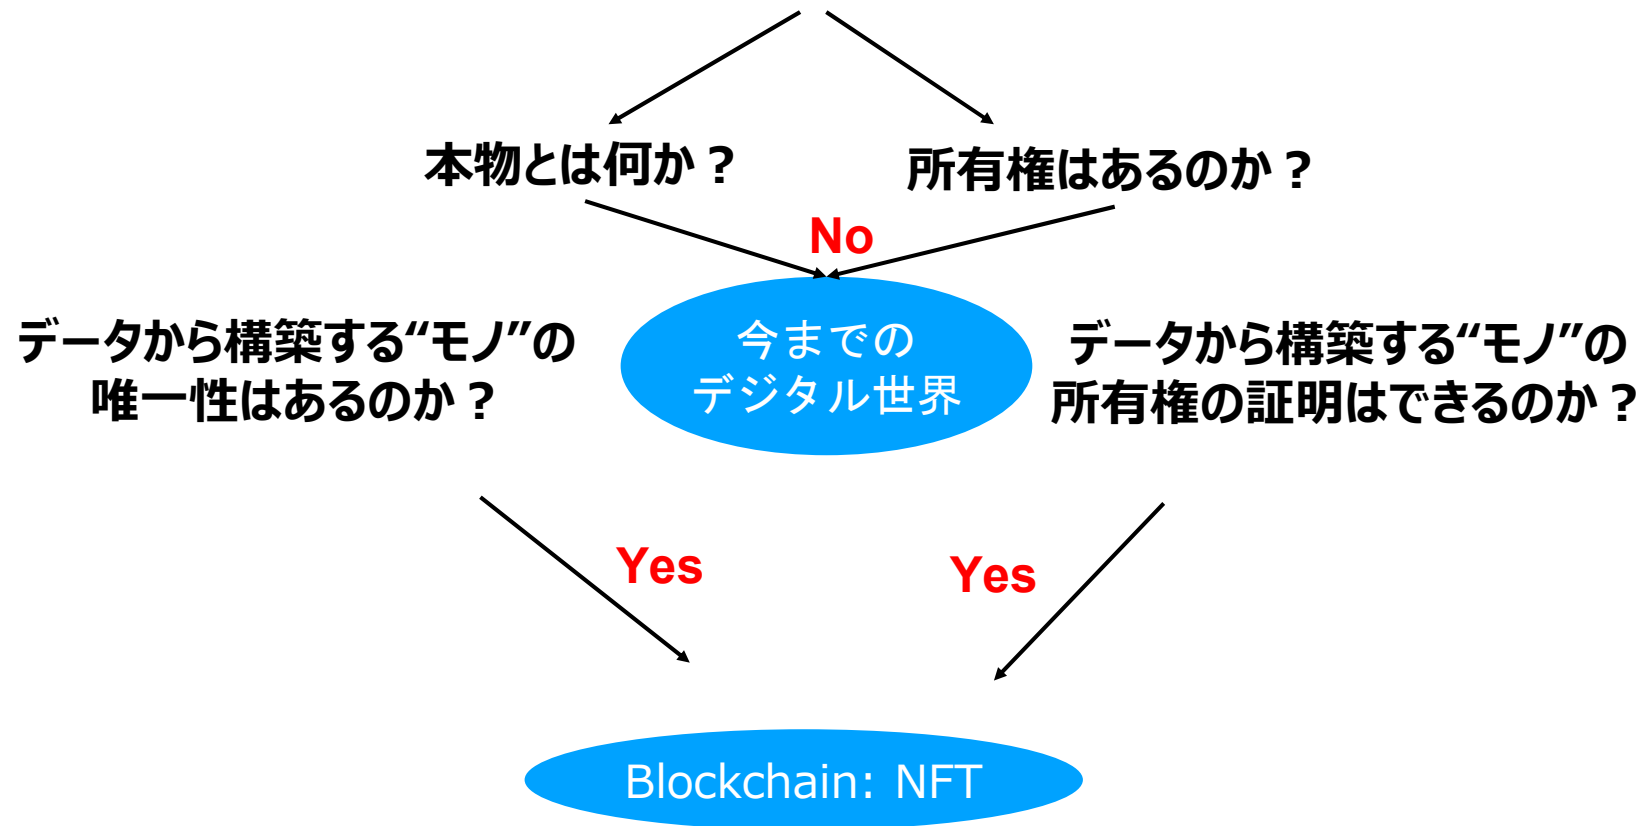 本物とは何か？
所有権はあるのか？
No
データから構築する“モノ”の
唯一性はあるのか？
今までの
デジタル世界
データから構築する“モノ”の
所有権の証明はできるのか？
Yes
Yes
Blockchain: NFT